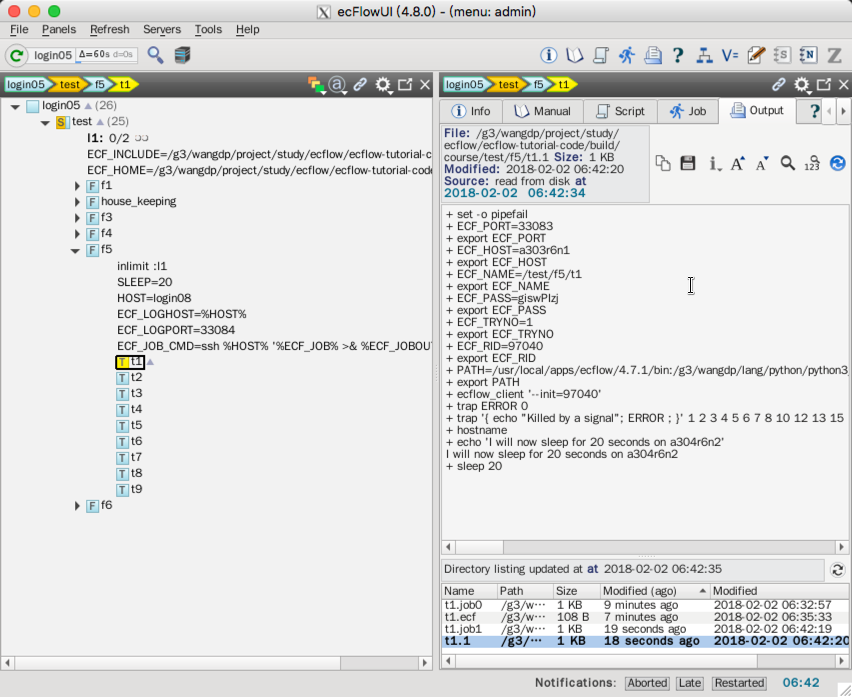 ecFlowUI (4.8.0) - (menu: admin)
File Panels Refresh Servers Tools Help
login05 Δ=60s d=0s
login05 test f5 t1
login05 (26)
test (25)
l1: 0/2
ECF_INCLUDE=/g3/wangdp/project/study/ecflow/ecflow-tutorial-c
ECF_HOME=/g3/wangdp/project/study/ecflow/ecflow-tutorial-code
F f1
F house_keeping
F f3
F f4
F f5
inlimit :l1
SLEEP=20
HOST=login08
ECF_LOGHOST=%HOST%
ECF_LOGPORT=33084
ECF_JOB_CMD=ssh %HOST% '%ECF_JOB% >& %ECF_JOBOU
T t1
T t2
T t3
T t4
T t5
T t6
T t7
T t8
T t9
F f6
login05 test f5 t1
Info Manual Script Job Output ?
File: /g3/wangdp/project/study/
ecflow/ecflow-tutorial-code/build/
course/test/f5/t1.1 Size: 1 KB
Modified: 2018-02-02 06:42:20
Source: read from disk at
2018-02-02 06:42:34
+ set -o pipefail
+ ECF_PORT=33083
+ export ECF_PORT
+ ECF_HOST=a303r6n1
+ export ECF_HOST
+ ECF_NAME=/test/f5/t1
+ export ECF_NAME
+ ECF_PASS=giswPIzj
+ export ECF_PASS
+ ECF_TRYNO=1
+ export ECF_TRYNO
+ ECF_RID=97040
+ export ECF_RID
+ PATH=/usr/local/apps/ecflow/4.7.1/bin:/g3/wangdp/lang/python/python3_
+ export PATH
+ ecflow_client '--init=97040'
+ trap ERROR 0
+ trap '{ echo "Killed by a signal"; ERROR ; }' 1 2 3 4 5 6 7 8 10 12 13 15
+ hostname
+ echo 'I will now sleep for 20 seconds on a304r6n2'
I will now sleep for 20 seconds on a304r6n2
+ sleep 20
Directory listing updated at at 2018-02-02 06:42:35
Name Path Size Modified (ago) Modified
t1.job0 /g3/w··· 1 KB 9 minutes ago 2018-02-02 06:32:57
t1.ecf /g3/w··· 108 B 7 minutes ago 2018-02-02 06:35:33
t1.job1 /g3/w··· 1 KB 19 seconds ago 2018-02-02 06:42:19
t1.1 /g3/··· 1 KB 18 seconds ago 2018-02-02 06:42:20
Notifications: Aborted Late Restarted 06:42